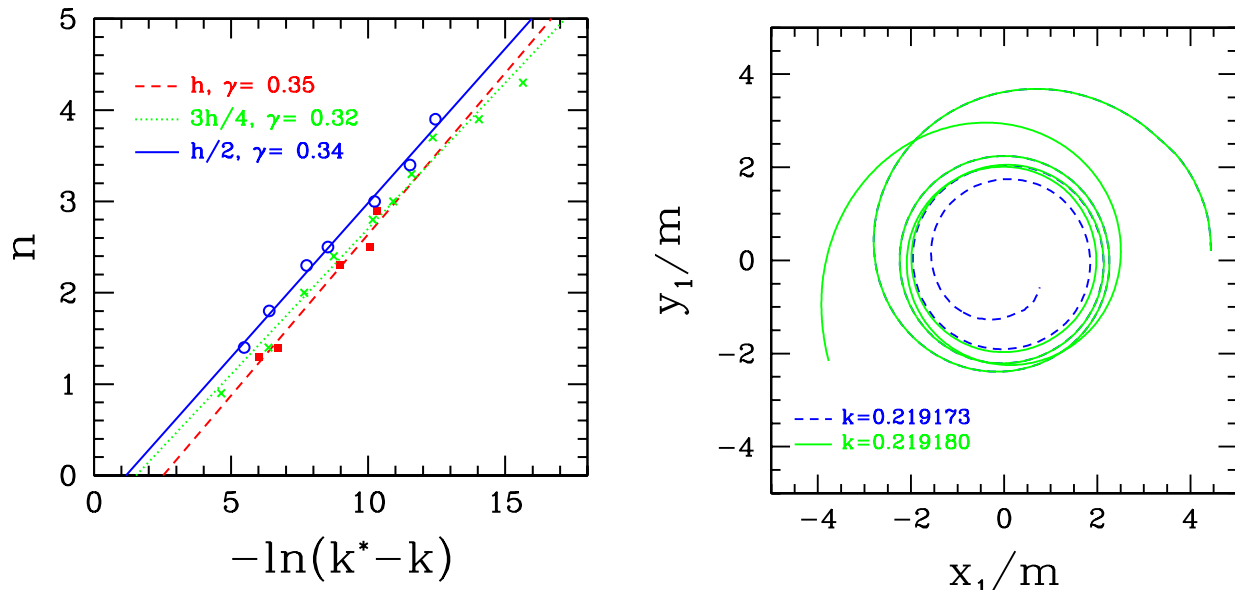 5
4
3
2
1
0
n
h, γ= 0.35
3h/4, γ= 0.32
h/2, γ= 0.34
0 5 10 15
−ln(k*−k)
4
2
0
−2
−4
y₁/m
k=0.219173
k=0.219180
−4 −2 0 2 4
x₁/m